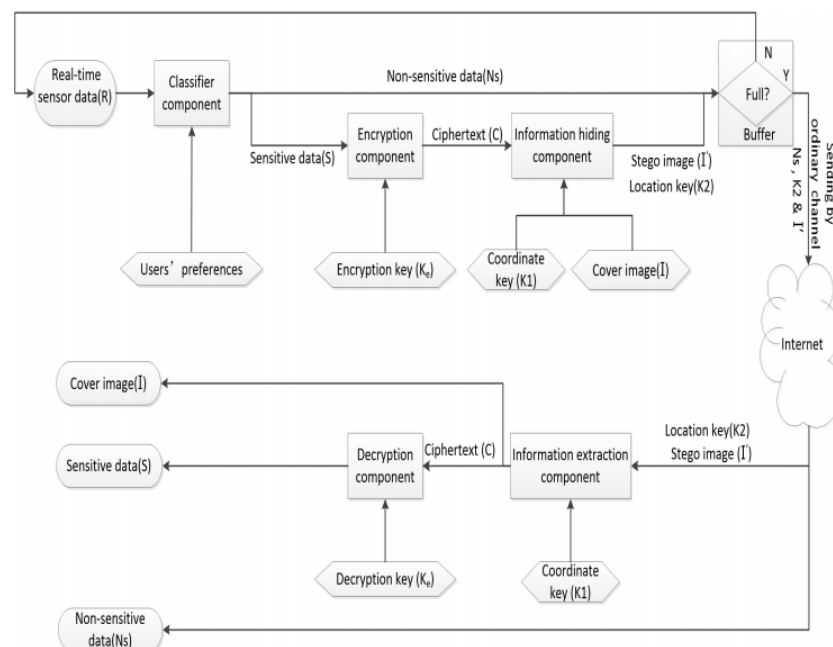 Real-time
sensor data(R)
Classifier
component
Non-sensitive data(Ns)
N
Y
Full?
Buffer
Sensitive data(S)
Encryption
component
Ciphertext (C)
Information hiding
component
Stego image (I')
Location key(K2)
Sending by
ordinary channel
Ns , K2 & I'
Users' preferences
Encryption key (Ke)
Coordinate
key (K1)
Cover image(I)
Internet
Cover image(I)
Sensitive data(S)
Decryption
component
Ciphertext (C)
Information extraction
component
Location key(K2)
Stego image (I')
Decryption key (Ke)
Coordinate
key (K1)
Non-sensitive
data(Ns)